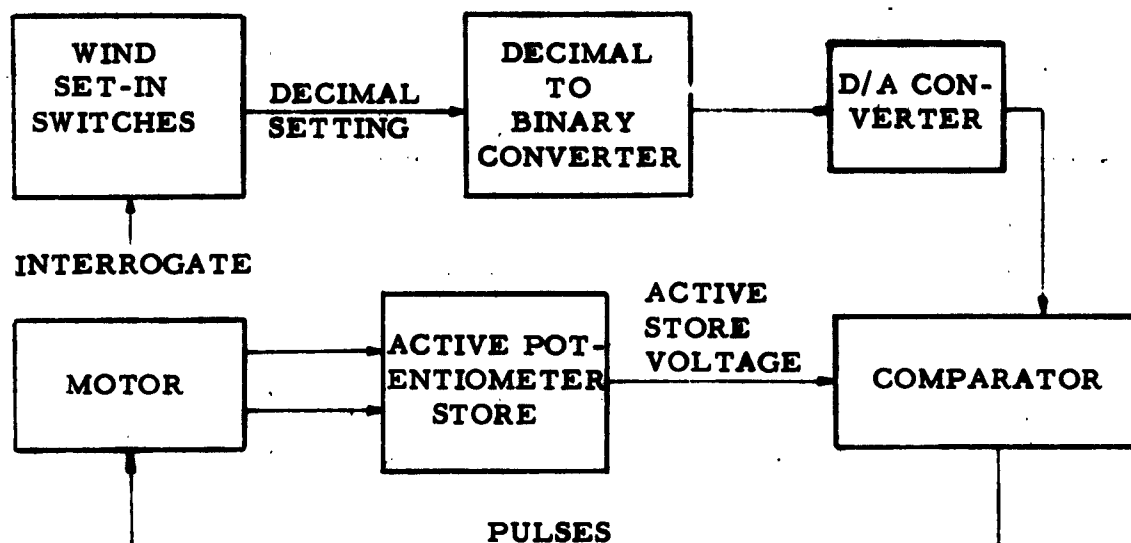 WIND
SET-IN
SWITCHES
DECIMAL
SETTING
DECIMAL
TO
BINARY
CONVERTER
D/A CON-
VERTER
INTERROGATE
MOTOR
ACTIVE POT-
ENTIOMETER
STORE
ACTIVE
STORE
VOLTAGE
COMPARATOR
PULSES